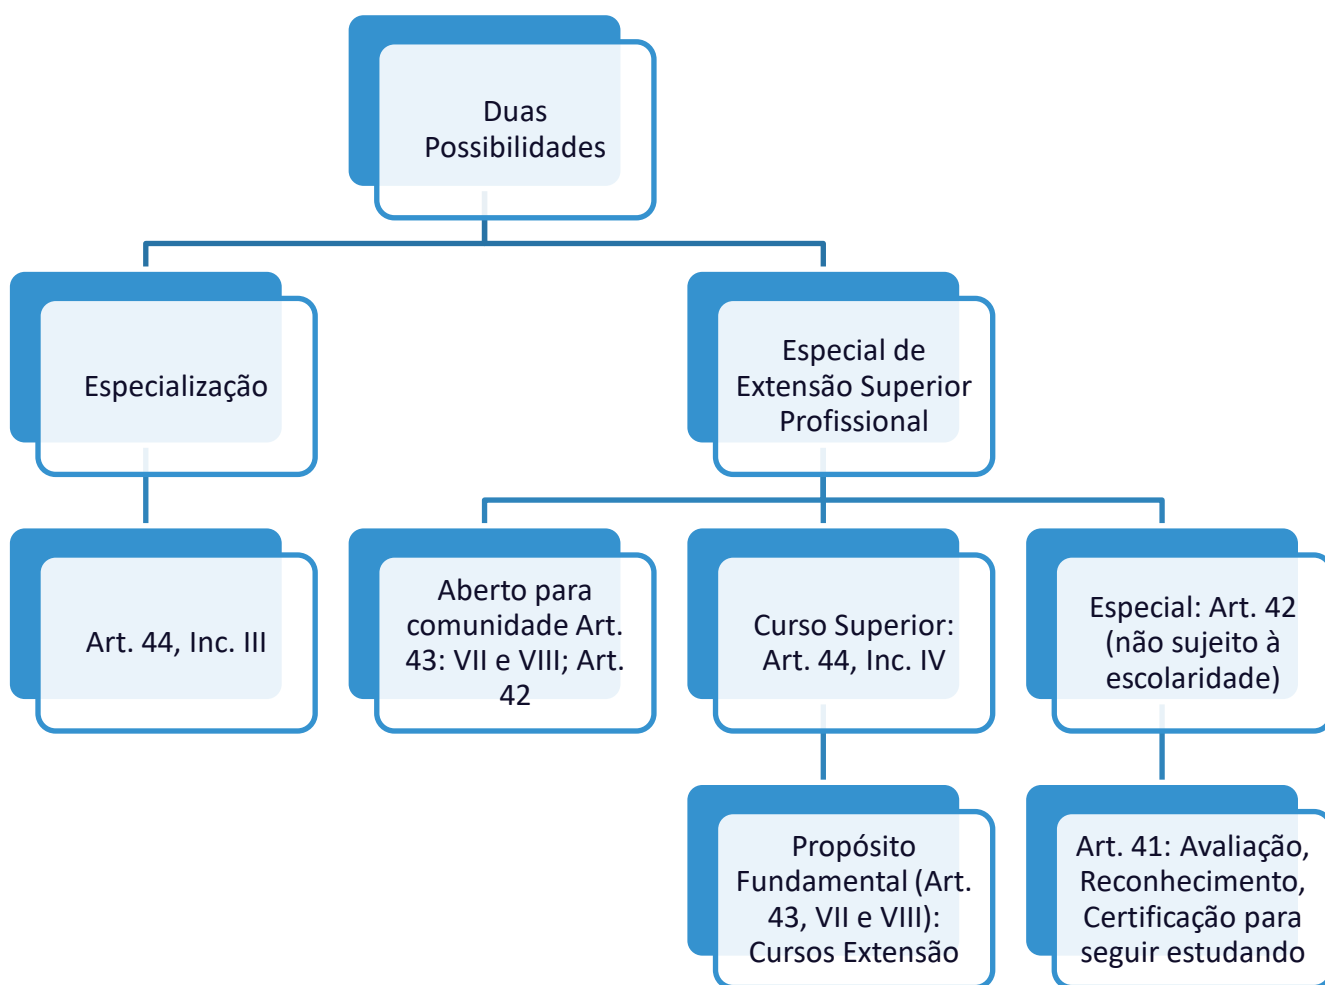 Duas
Possibilidades
Especialização
Especial de
Extensão Superior
Profissional
Art. 44, Inc. III
Aberto para
comunidade Art.
43: VII e VIII; Art.
42
Curso Superior:
Art. 44, Inc. IV
Especial: Art. 42
(não sujeito à
escolaridade)
Propósito
Fundamental (Art.
43, VII e VIII):
Cursos Extensão
Art. 41: Avaliação,
Reconhecimento,
Certificação para
seguir estudando